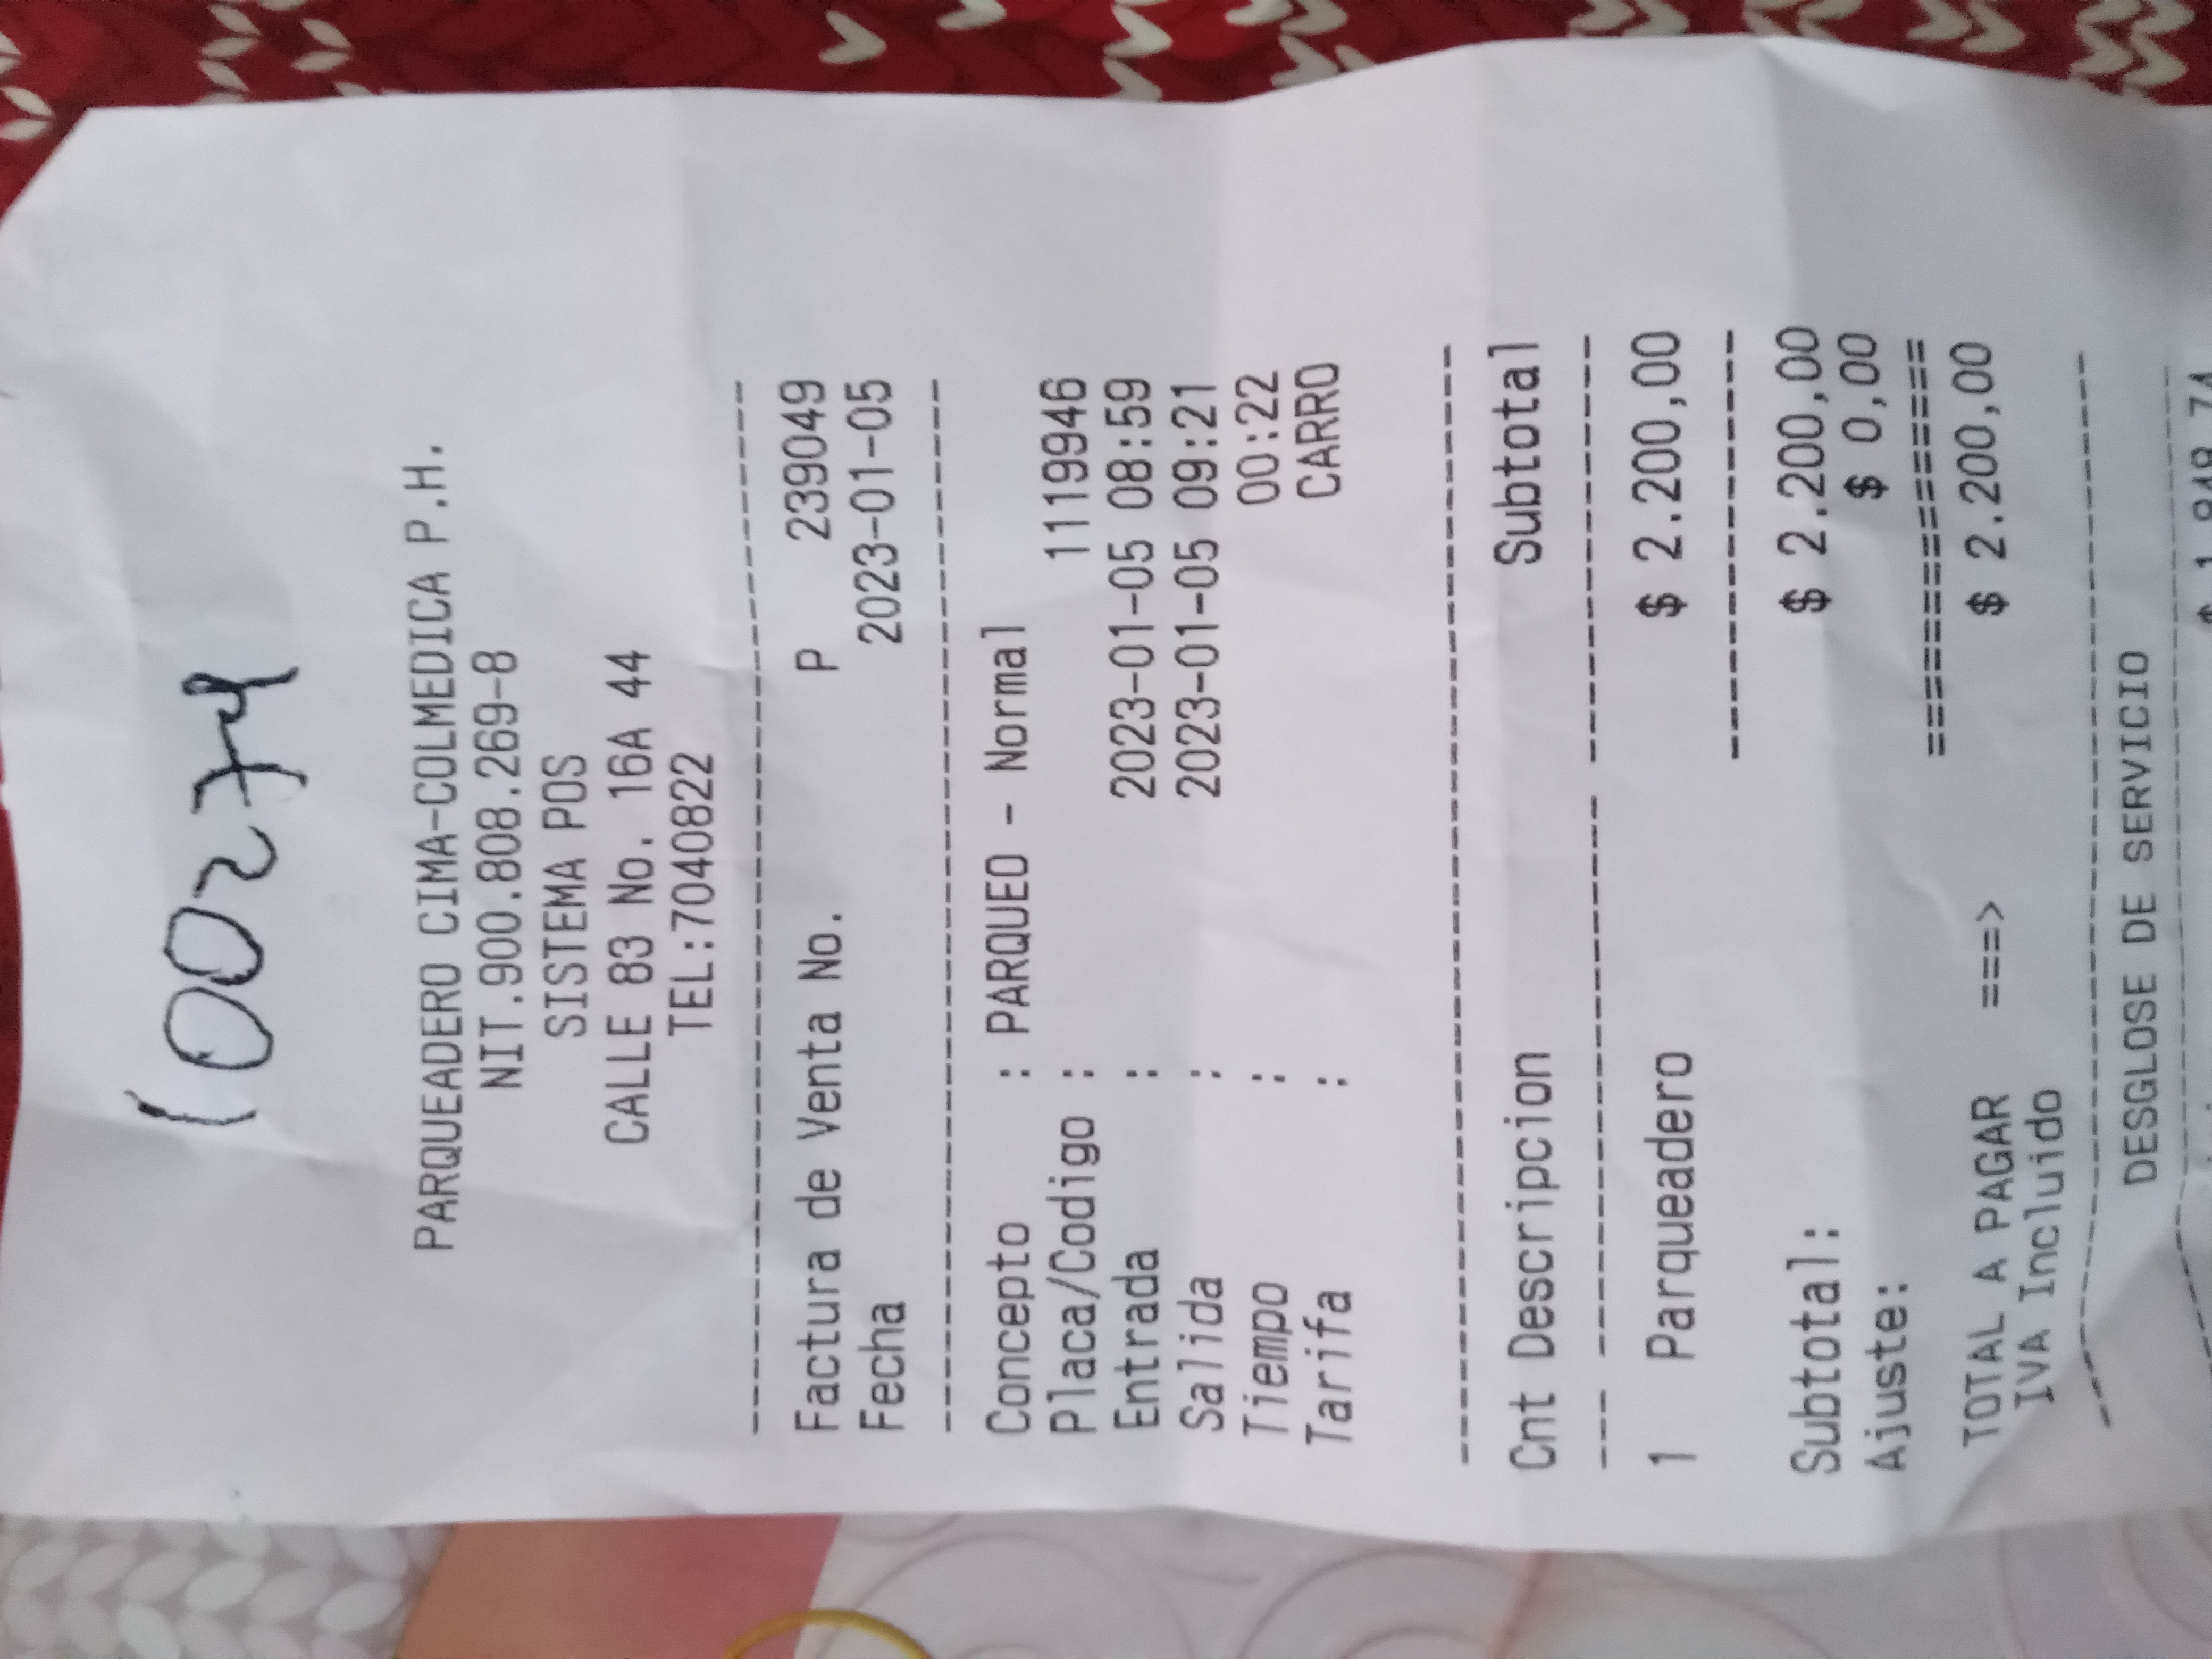 100274
PARQUEADERO CIMA-COLMEDICA P.H.
NIT.900.808.269-8
SISTEMA POS
CALLE 83 No. 16A 44
TEL:7040822
Factura de Venta No. P 239049
Fecha 2023-01-05
Concepto : PARQUEO - Normal
Placa/Codigo : 1119946
Entrada : 2023-01-05 08:59
Salida : 2023-01-05 09:21
Tiempo : 00:22
Tarifa : CARRO
Cnt Descripcion Subtotal
1 Parqueadero $ 2.200,00
Subtotal: $ 2.200,00
Ajuste: $ 0,00
TOTAL A PAGAR ===> $ 2.200,00
IVA Incluido
DESGLOSE DE SERVICIO